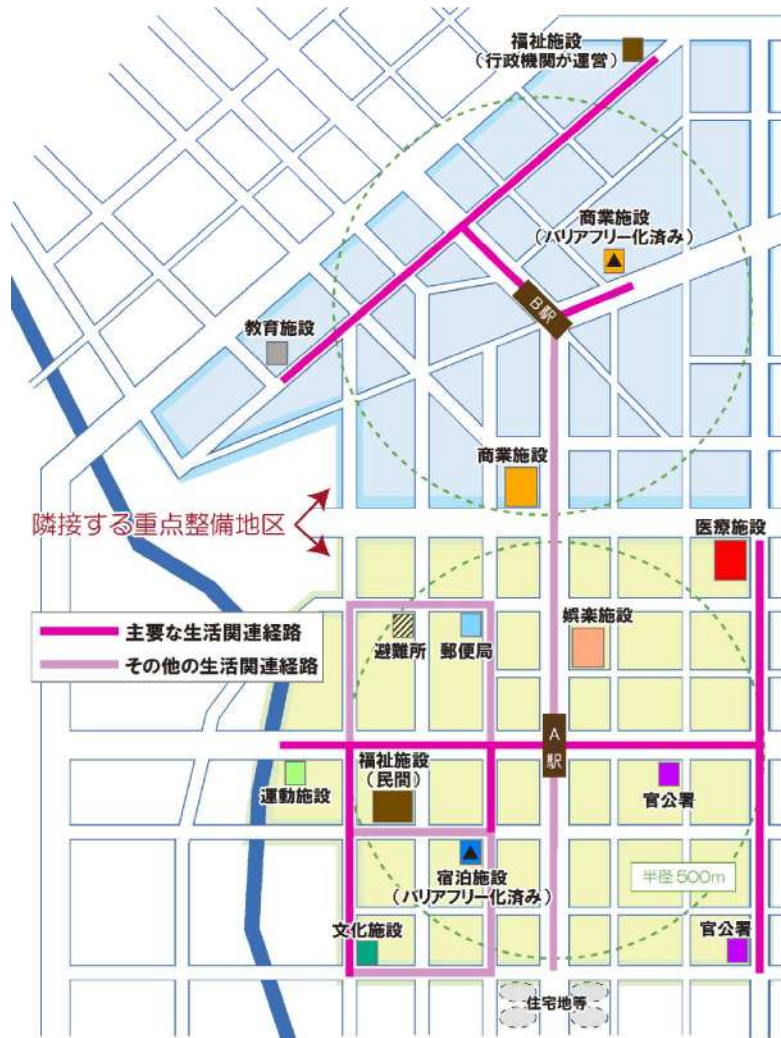 福祉施設
（行政機関が運営）
商業施設
（バリアフリー化済み）
B駅
教育施設
商業施設
隣接する重点整備地区
医療施設
主要な生活関連経路
その他の生活関連経路
避難所
郵便局
娯楽施設
A駅
福祉施設
（民間）
運動施設
官公署
宿泊施設
（バリアフリー化済み）
半径500m
文化施設
官公署
住宅地等